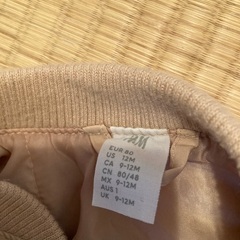 H&M
EUR 80
US 12M
CA 9-12M
CN 80/48
MX 9-12M
AUS 1
UK 9-12M